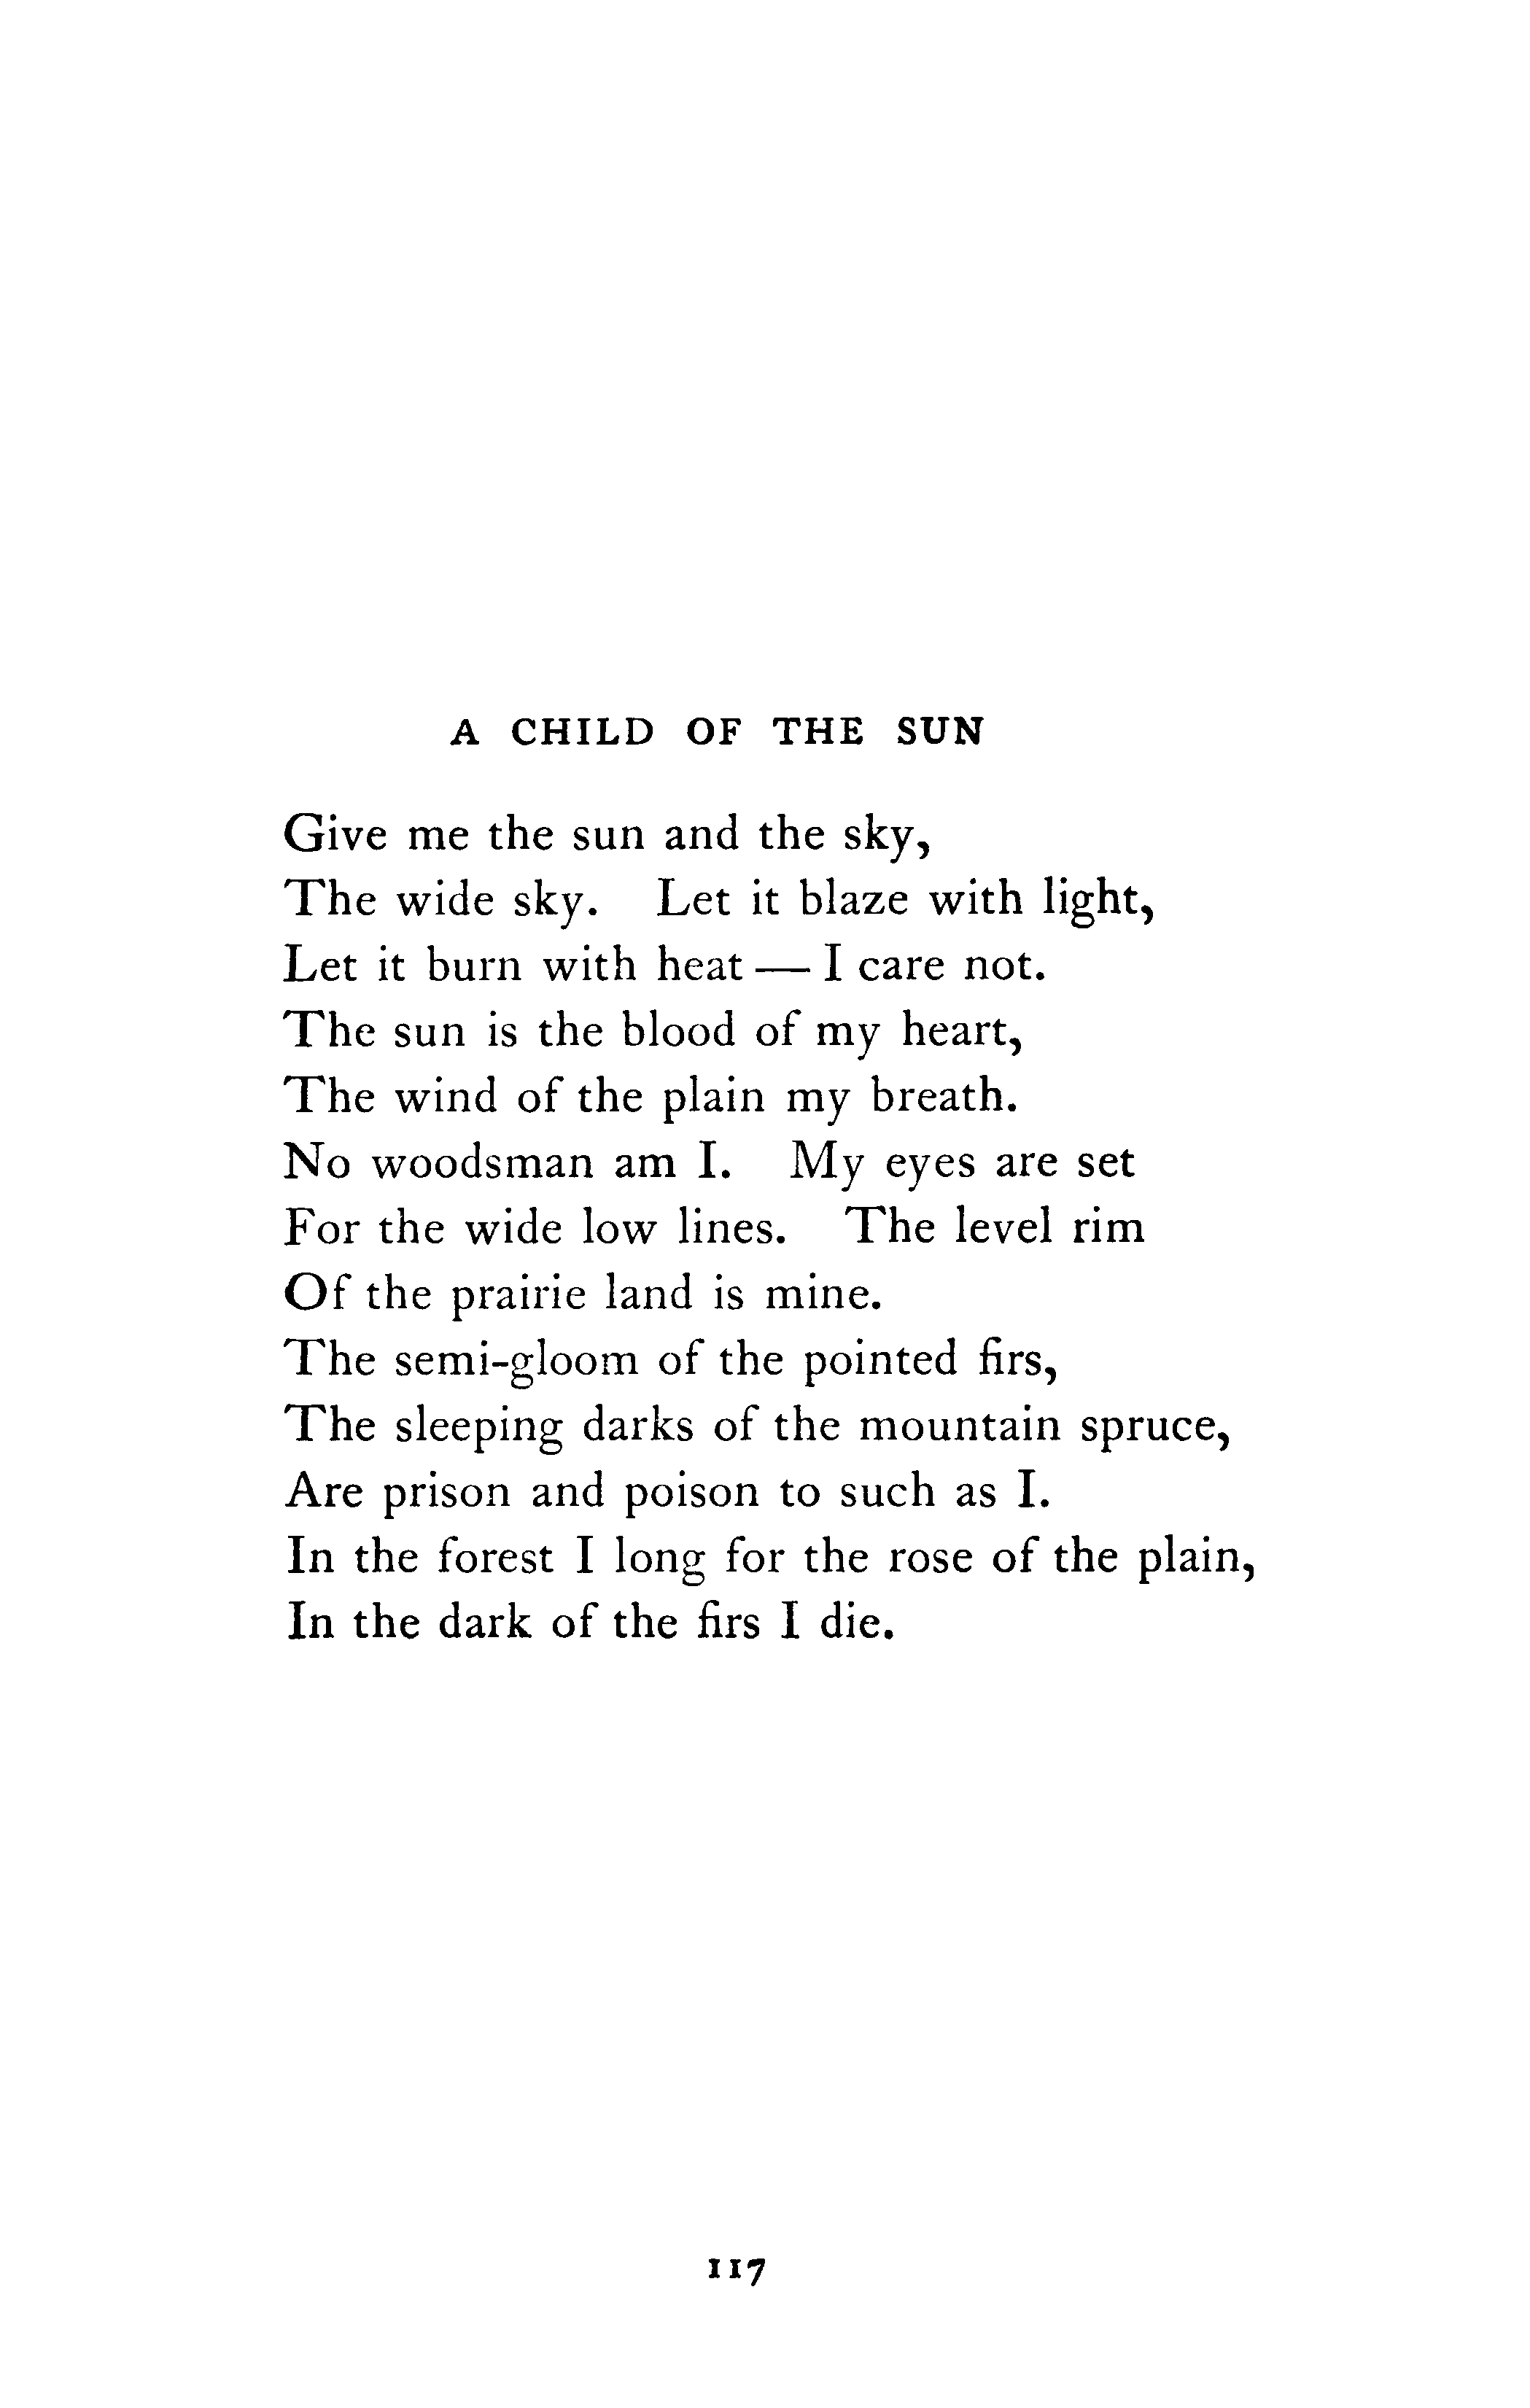 A CHILD OF THE SUN
Give me the sun and the sky,
The wide sky. Let it blaze with light,
Let it burn with heat — I care not.
The sun is the blood of my heart,
The wind of the plain my breath.
No woodsman am I. My eyes are set
For the wide low lines. The level rim
Of the prairie land is mine.
The semi-gloom of the pointed firs,
The sleeping darks of the mountain spruce,
Are prison and poison to such as I.
In the forest I long for the rose of the plain,
In the dark of the firs I die.
117